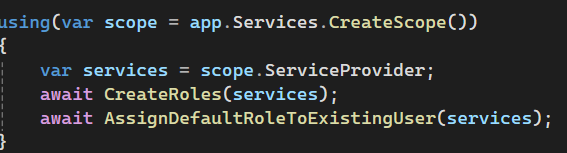 using(var scope = app.Services.CreateScope())
{
var services = scope.ServiceProvider;
await CreateRoles(services);
await AssignDefaultRoleToExistingUser(services);
}